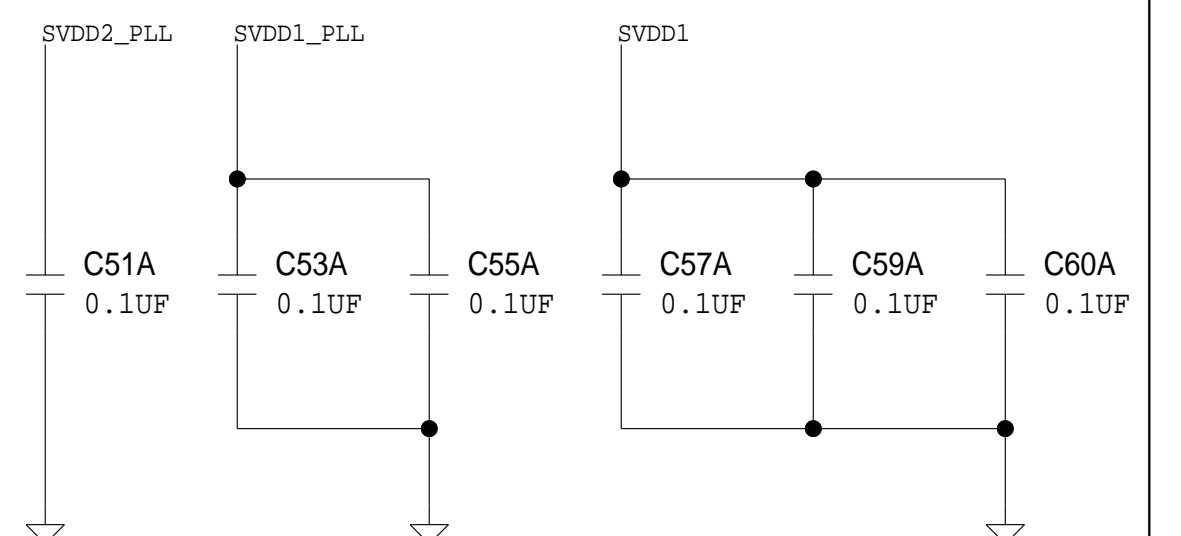 SVDD2_PLL SVDD1_PLL SVDD1
C51A C53A C55A C57A C59A C60A
0.1UF 0.1UF 0.1UF 0.1UF 0.1UF 0.1UF